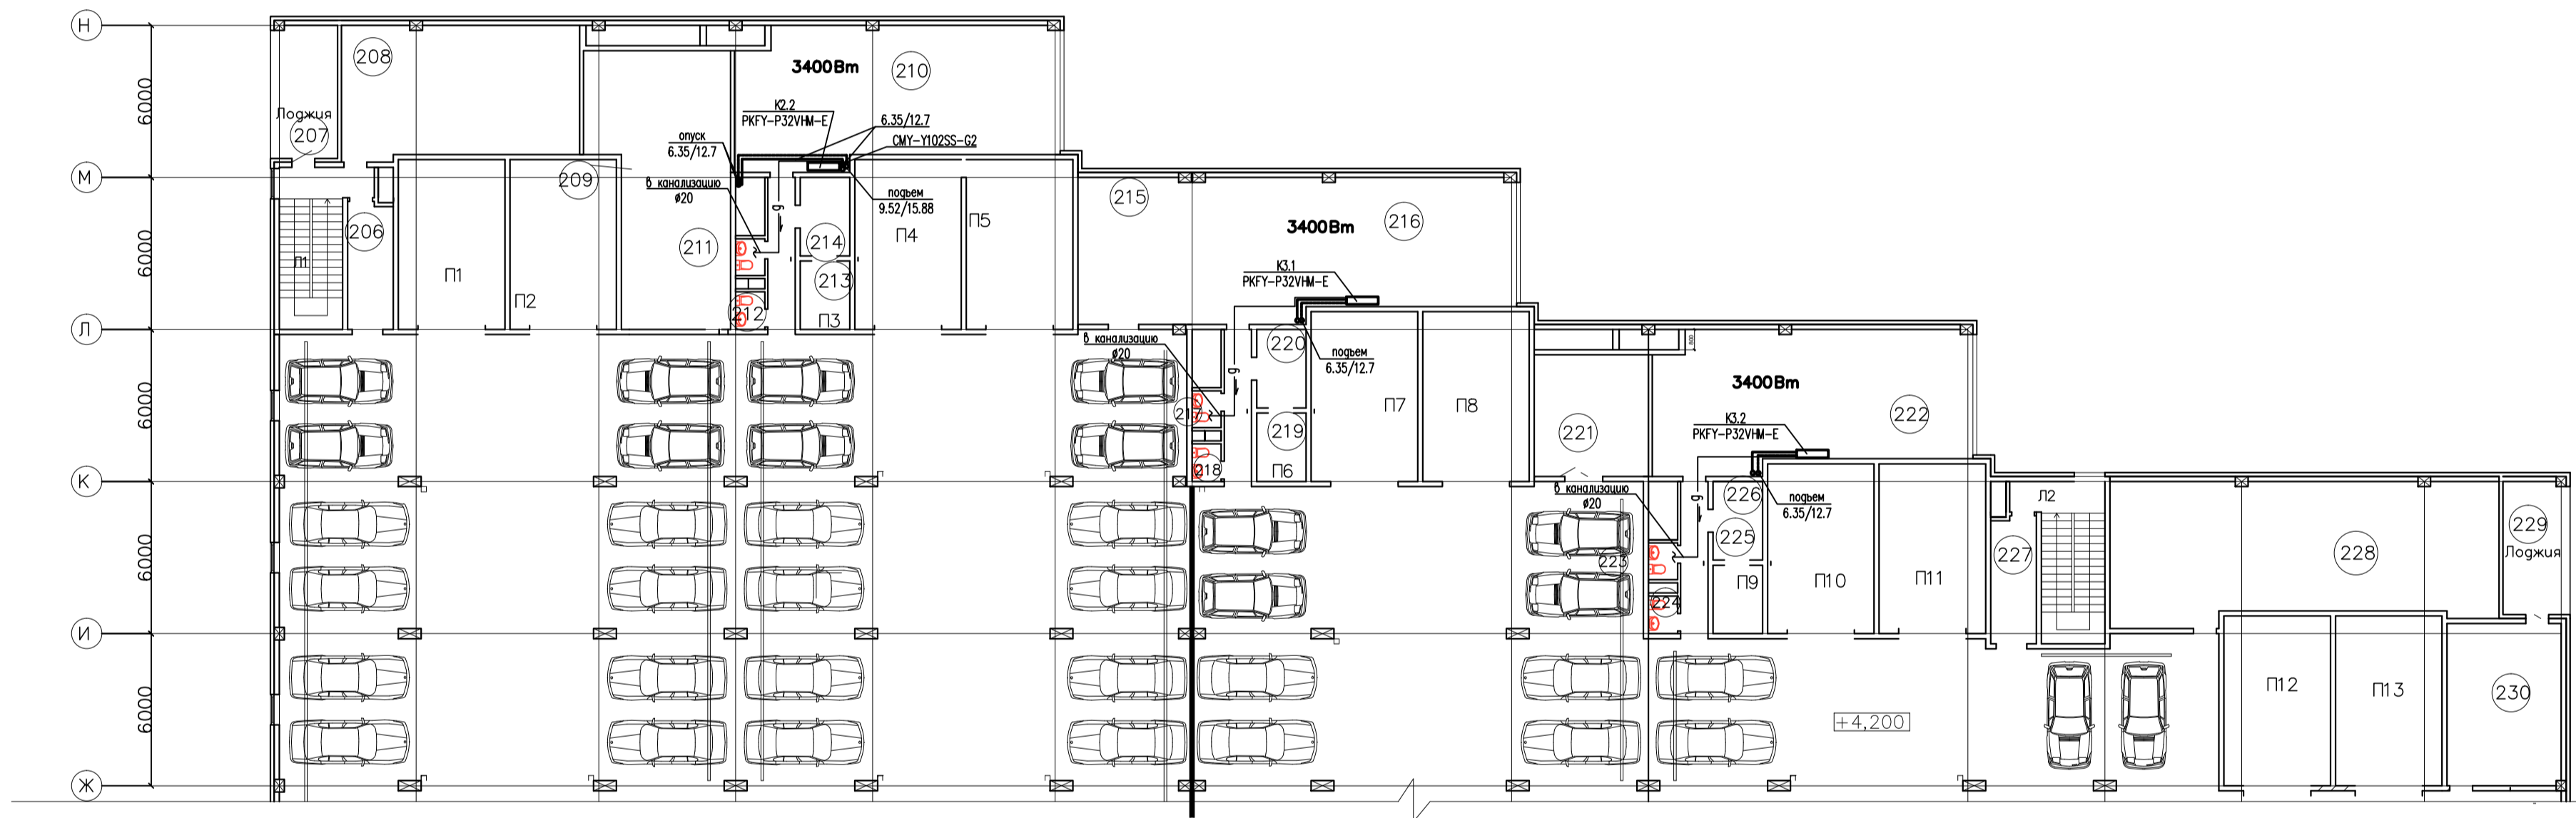 Н
208
3400Вт
210
Лоджия
207
К2.2
PKFY-P32VHM-E
6.35/12.7
CMY-Y102SS-G2
опуск
6.35/12.7
6000
М
209
в канализацию
ø20
подъем
9.52/15.88
215
206
Л1
П1
П2
211
214
213
212
П3
П4
П5
3400Вт
216
К3.1
PKFY-P32VHM-E
6000
Л
в канализацию
ø20
220
подъем
6.35/12.7
800
3400Вт
222
217
219
218
П6
П7
П8
221
К3.2
PKFY-P32VHM-E
6000
К
в канализацию
ø20
226
подъем
6.35/12.7
Л2
229
Лоджия
223
225
224
П9
П10
П11
227
228
6000
И
+4,200
П12
П13
230
6000
Ж